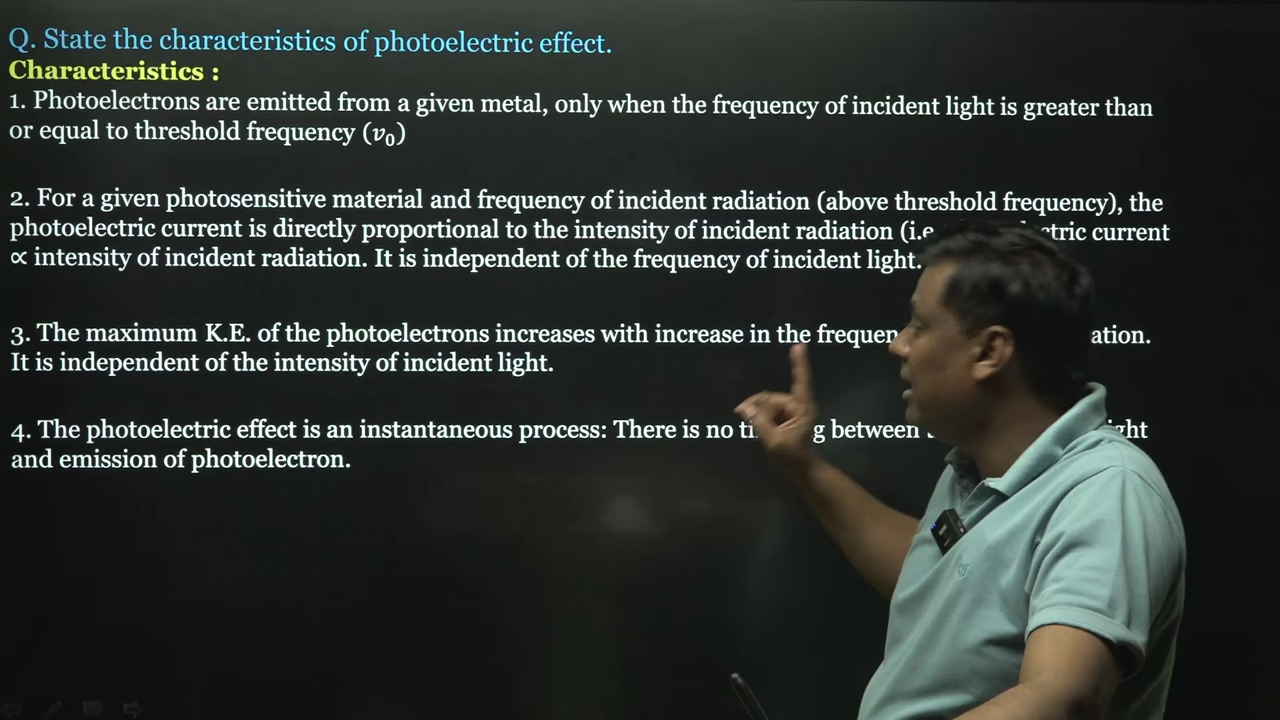 Q. State the characteristics of photoelectric effect.
Characteristics :
1. Photoelectrons are emitted from a given metal, only when the frequency of incident light is greater than
or equal to threshold frequency (𝑣₀)
2. For a given photosensitive material and frequency of incident radiation (above threshold frequency), the
photoelectric current is directly proportional to the intensity of incident radiation (i.e current
∝ intensity of incident radiation. It is independent of the frequency of incident light.
3. The maximum K.E. of the photoelectrons increases with increase in the
It is independent of the intensity of incident light.
4. The photoelectric effect is an instantaneous process: There is no between
and emission of photoelectron.